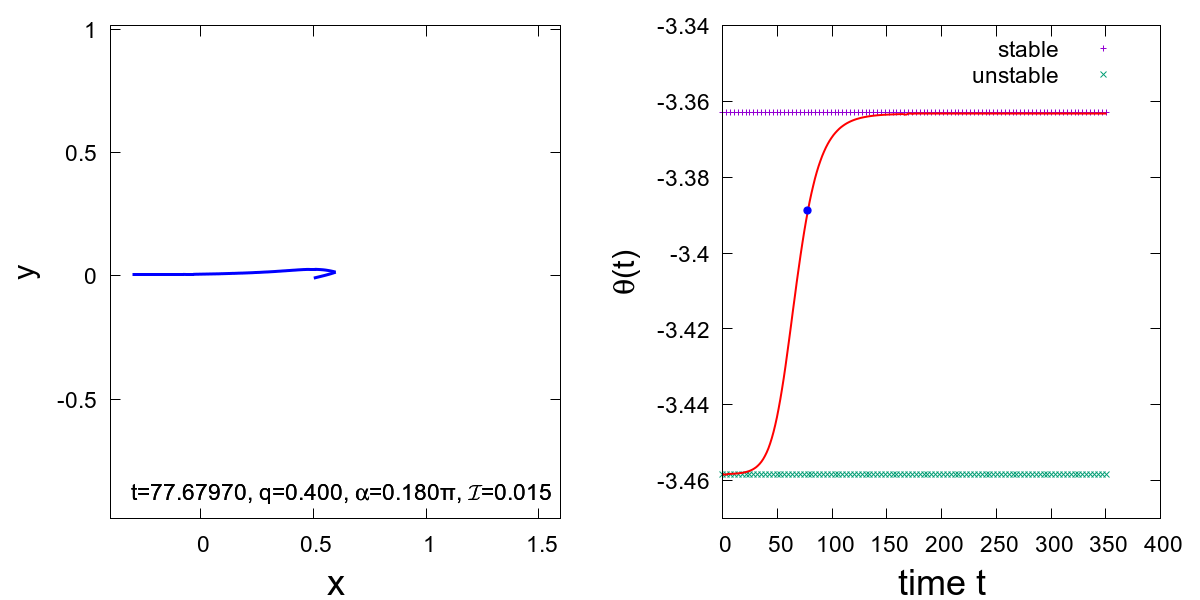 1
0.5
0
-0.5
y
t=77.67970, q=0.400, α=0.180π, ℐ=0.015
0 0.5 1 1.5
x
-3.34
-3.36
-3.38
-3.4
-3.42
-3.44
-3.46
θ(t)
stable
unstable
0 50 100 150 200 250 300 350 400
time t